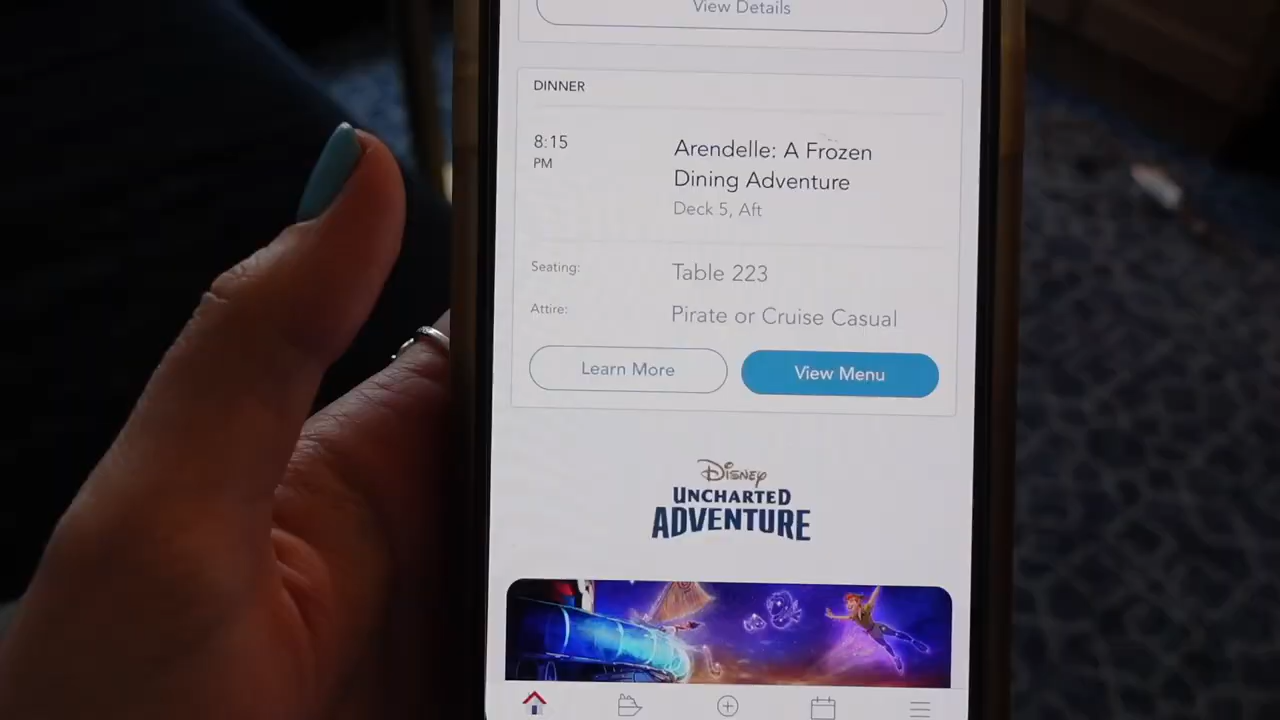 View Details
DINNER
8:15
PM
Arendelle: A Frozen
Dining Adventure
Deck 5, Aft
Seating:
Table 223
Attire:
Pirate or Cruise Casual
Learn More
View Menu
Disney
UNCHARTED
ADVENTURE